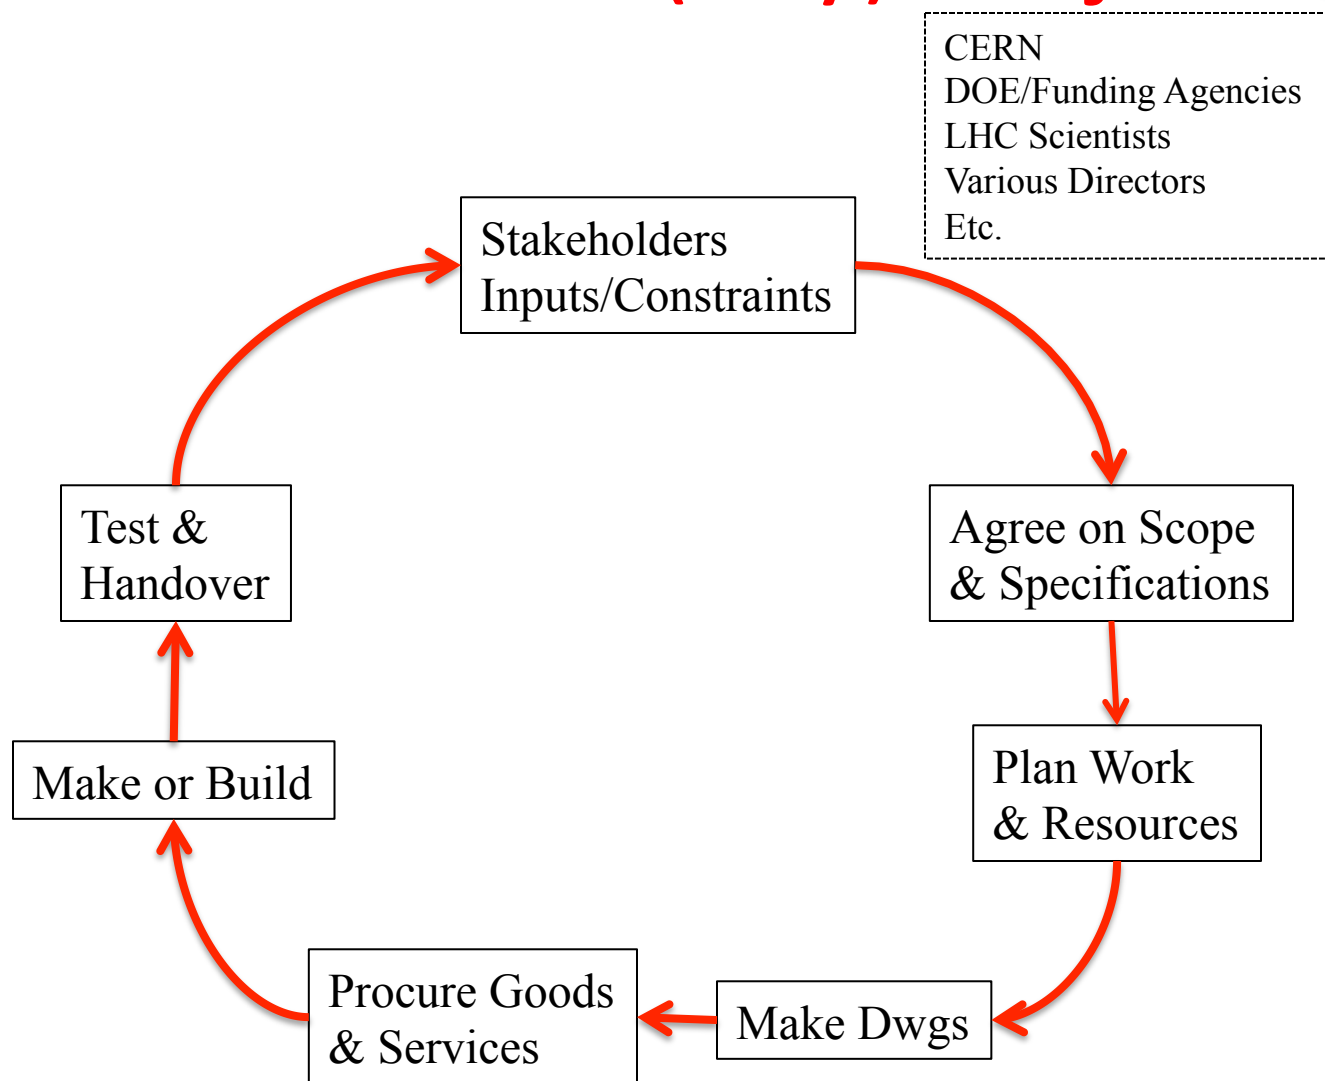 CERN
DOE/Funding Agencies
LHC Scientists
Various Directors
Etc.
Stakeholders
Inputs/Constraints
Agree on Scope
& Specifications
Plan Work
& Resources
Make Dwgs
Procure Goods
& Services
Make or Build
Test &
Handover